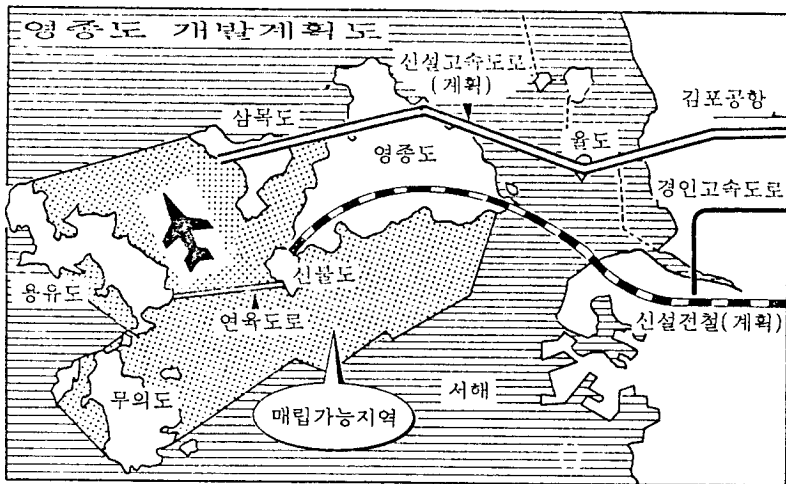 영종도 개발계획도
신설고속도로
(계획)
김포공항
삼목도
율도
영종도
경인고속도로
신불도
용유도
연육도로
신설전철(계획)
무의도
매립가능지역
서해